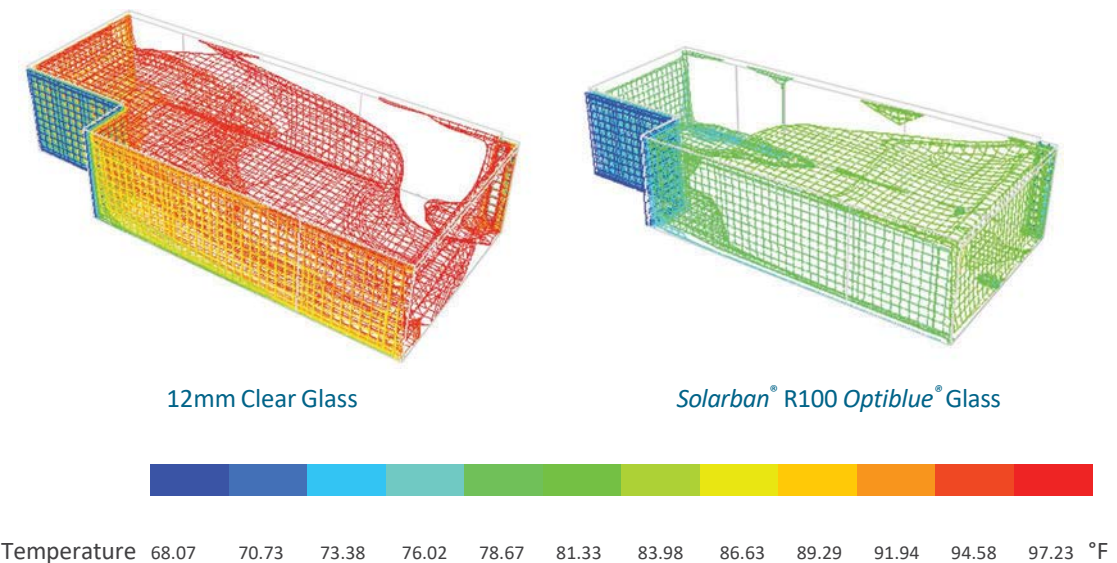 12mm Clear Glass
Solarban® R100 Optiblue® Glass
Temperature 68.07 70.73 73.38 76.02 78.67 81.33 83.98 86.63 89.29 91.94 94.58 97.23 °F